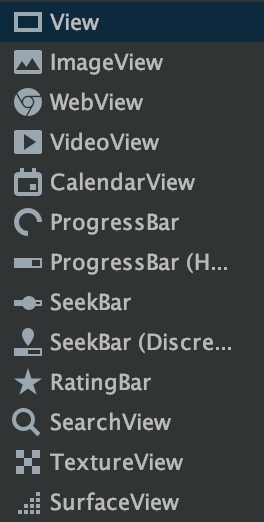 View
ImageView
WebView
VideoView
CalendarView
ProgressBar
ProgressBar (H...
SeekBar
SeekBar (Discre...
RatingBar
SearchView
TextureView
SurfaceView